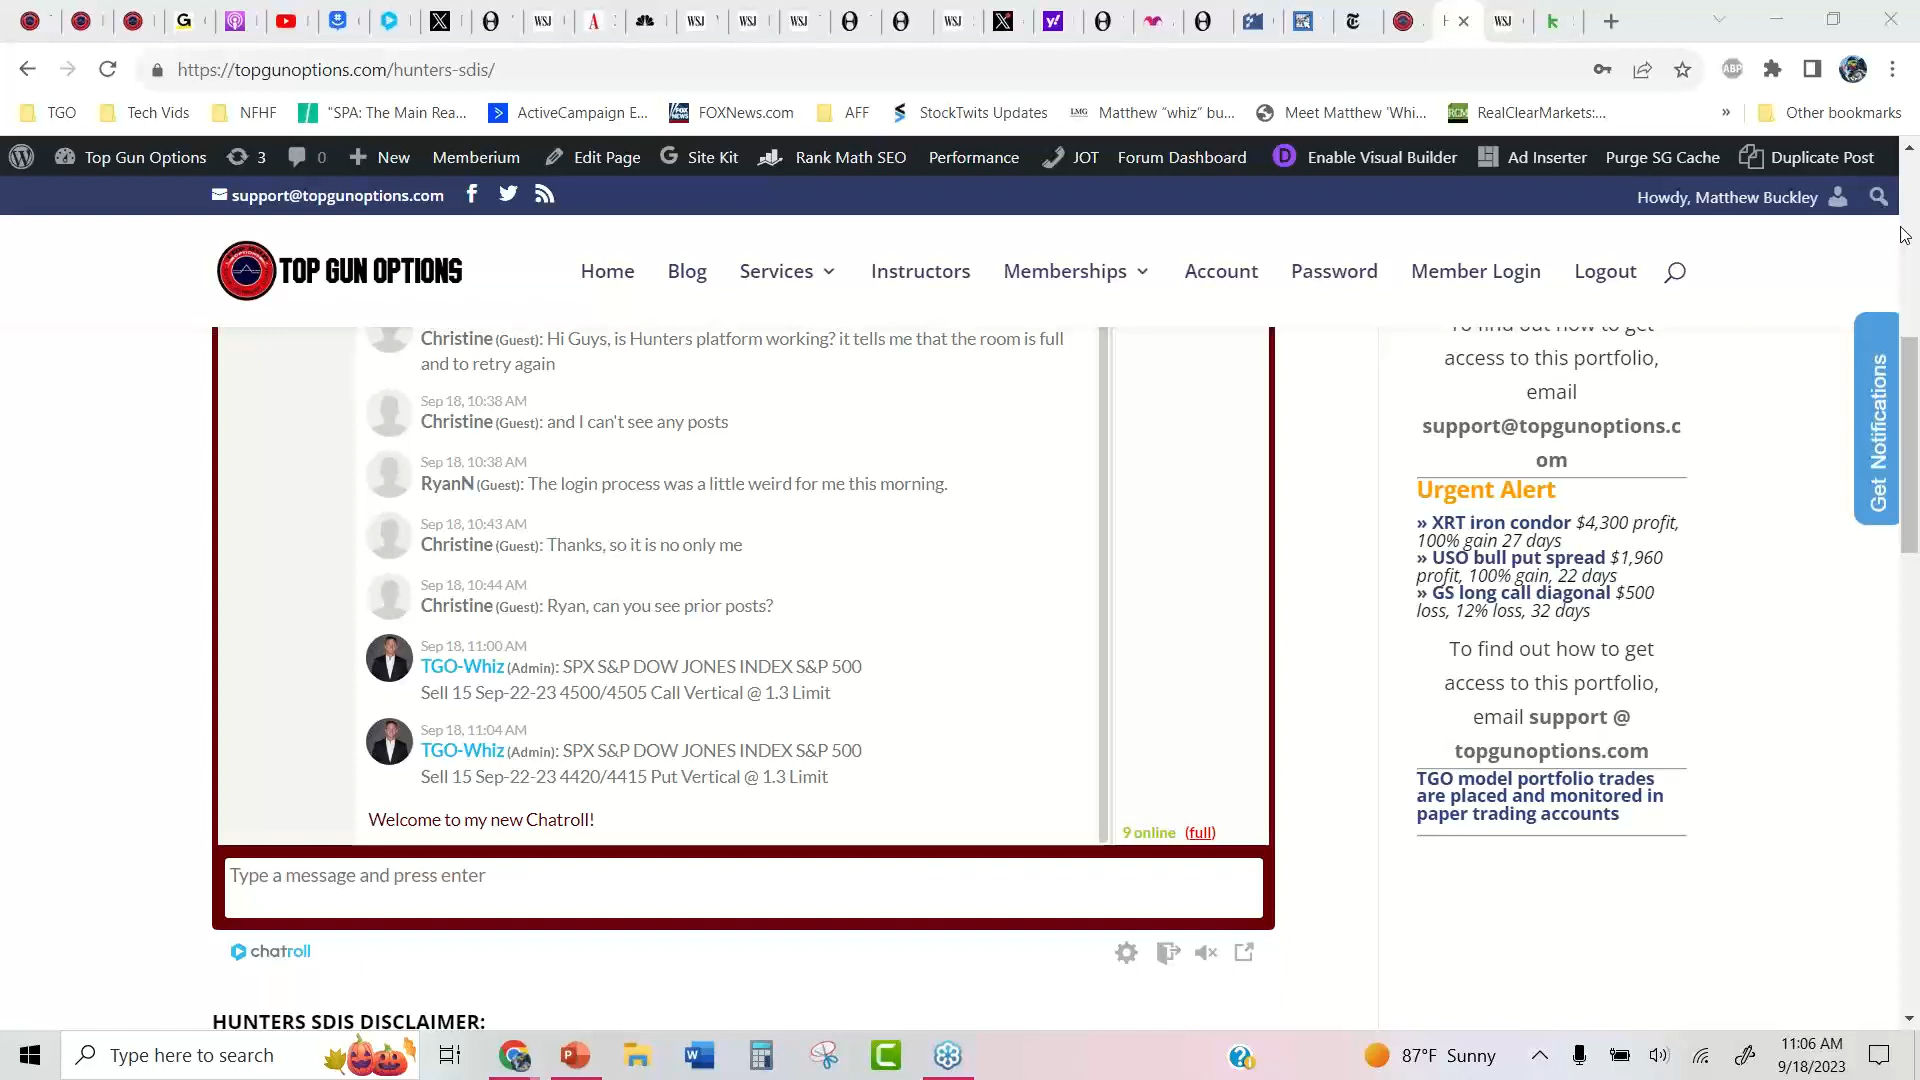 https://topgunoptions.com/hunters-sdis/
TGO
Tech Vids
NFHF
"SPA: The Main Rea...
ActiveCampaign E...
FOXNews.com
AFF
StockTwits Updates
Matthew “whiz” bu...
Meet Matthew 'Whi...
RealClearMarkets:...
»
Other bookmarks
Top Gun Options
3
0
New
Memberium
Edit Page
Site Kit
Rank Math SEO
Performance
JOT
Forum Dashboard
Enable Visual Builder
Ad Inserter
Purge SG Cache
Duplicate Post
support@topgunoptions.com
Howdy, Matthew Buckley
TOP GUN OPTIONS
Home
Blog
Services
Instructors
Memberships
Account
Password
Member Login
Logout
Christine (Guest): Hi Guys, is Hunters platform working? it tells me that the room is full
and to retry again
Sep 18, 10:38 AM
Christine (Guest): and I can't see any posts
Sep 18, 10:38 AM
RyanN (Guest): The login process was a little weird for me this morning.
Sep 18, 10:43 AM
Christine (Guest): Thanks, so it is no only me
Sep 18, 10:44 AM
Christine (Guest): Ryan, can you see prior posts?
Sep 18, 11:00 AM
TGO-Whiz (Admin): SPX S&P DOW JONES INDEX S&P 500
Sell 15 Sep-22-23 4500/4505 Call Vertical @ 1.3 Limit
Sep 18, 11:04 AM
TGO-Whiz (Admin): SPX S&P DOW JONES INDEX S&P 500
Sell 15 Sep-22-23 4420/4415 Put Vertical @ 1.3 Limit
Welcome to my new Chatroll!
9 online (full)
Type a message and press enter
chatroll
HUNTERS SDIS DISCLAIMER:
To find out how to get
access to this portfolio,
email
support@topgunoptions.c
om
Urgent Alert
» XRT iron condor $4,300 profit,
100% gain 27 days
» USO bull put spread $1,960
profit, 100% gain, 22 days
» GS long call diagonal $500
loss, 12% loss, 32 days
To find out how to get
access to this portfolio,
email support @
topgunoptions.com
TGO model portfolio trades
are placed and monitored in
paper trading accounts
Get Notifications
Type here to search
87°F Sunny
11:06 AM
9/18/2023